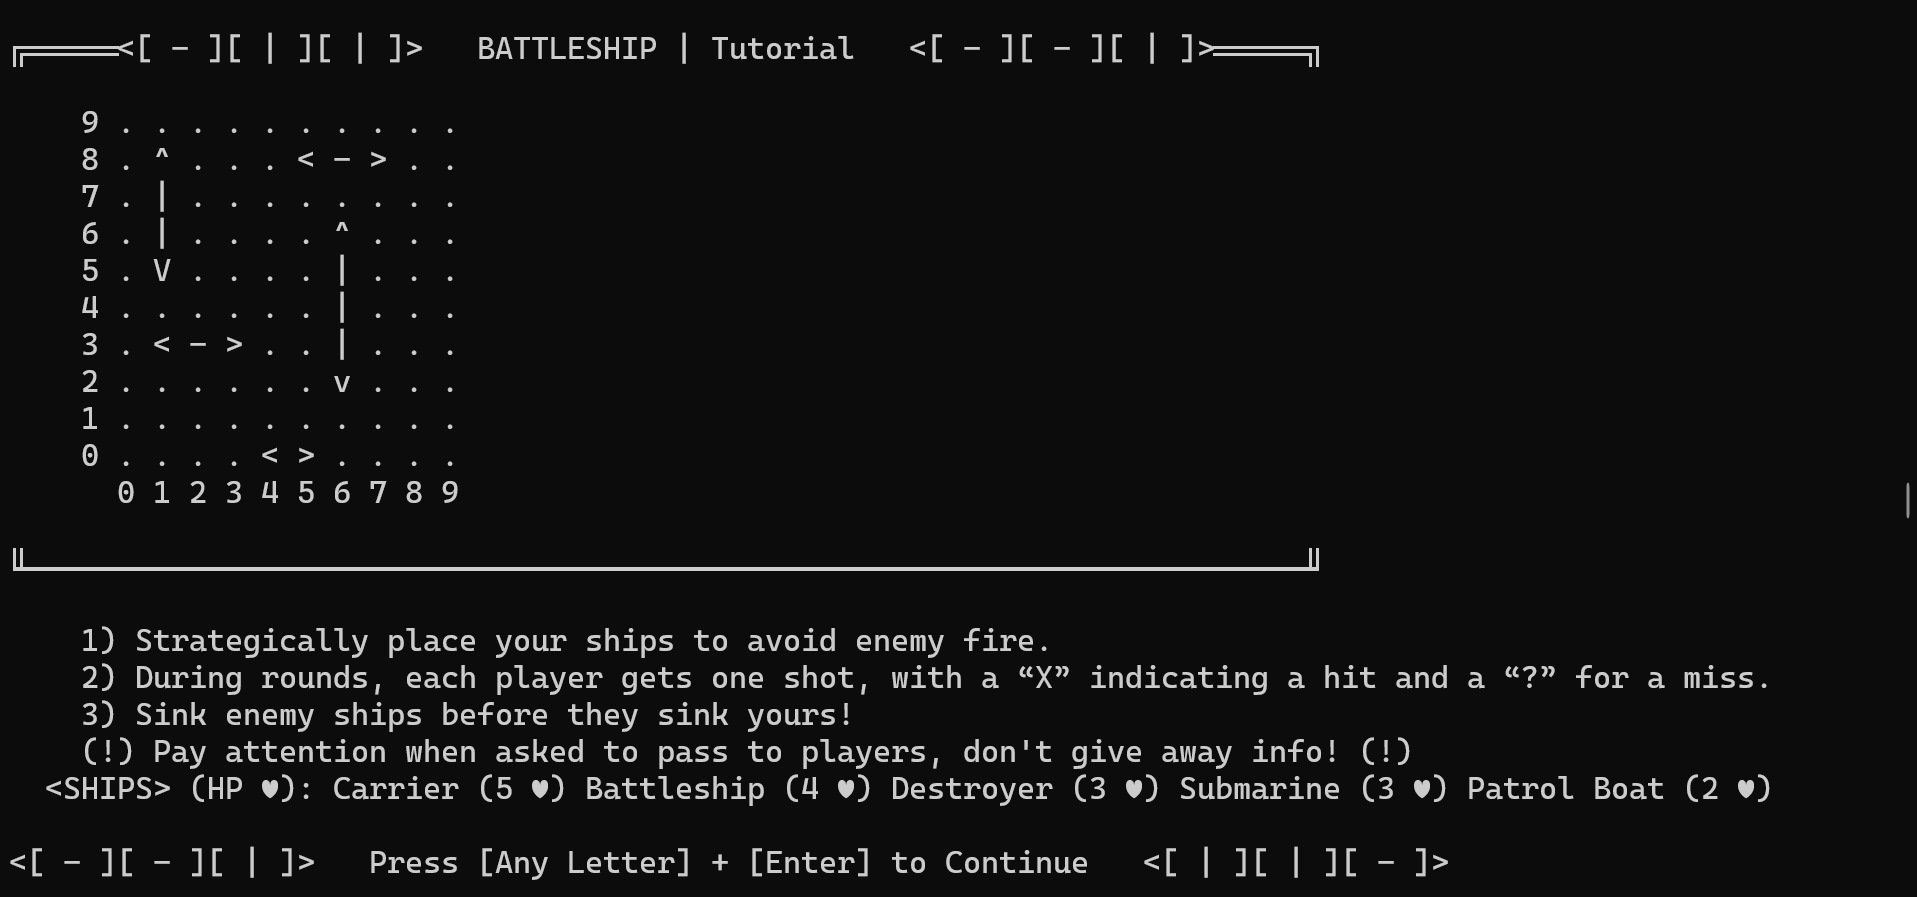 ╔═════<[ - ][ | ][ | ]>   BATTLESHIP | Tutorial   <[ - ][ - ][ | ]>═════╗
9 . . . . . . . . . .
8 . ^ . . . < - > . .
7 . | . . . . . . . .
6 . | . . . . ^ . . .
5 . V . . . . | . . .
4 . . . . . . | . . .
3 . < - > . . | . . .
2 . . . . . . v . . .
1 . . . . . . . . . .
0 . . . . < > . . . .
0 1 2 3 4 5 6 7 8 9
1) Strategically place your ships to avoid enemy fire.
2) During rounds, each player gets one shot, with a “X” indicating a hit and a “?” for a miss.
3) Sink enemy ships before they sink yours!
(!) Pay attention when asked to pass to players, don't give away info! (!)
<SHIPS> (HP ♥): Carrier (5 ♥) Battleship (4 ♥) Destroyer (3 ♥) Submarine (3 ♥) Patrol Boat (2 ♥)
<[ - ][ - ][ | ]>   Press [Any Letter] + [Enter] to Continue   <[ | ][ | ][ - ]>